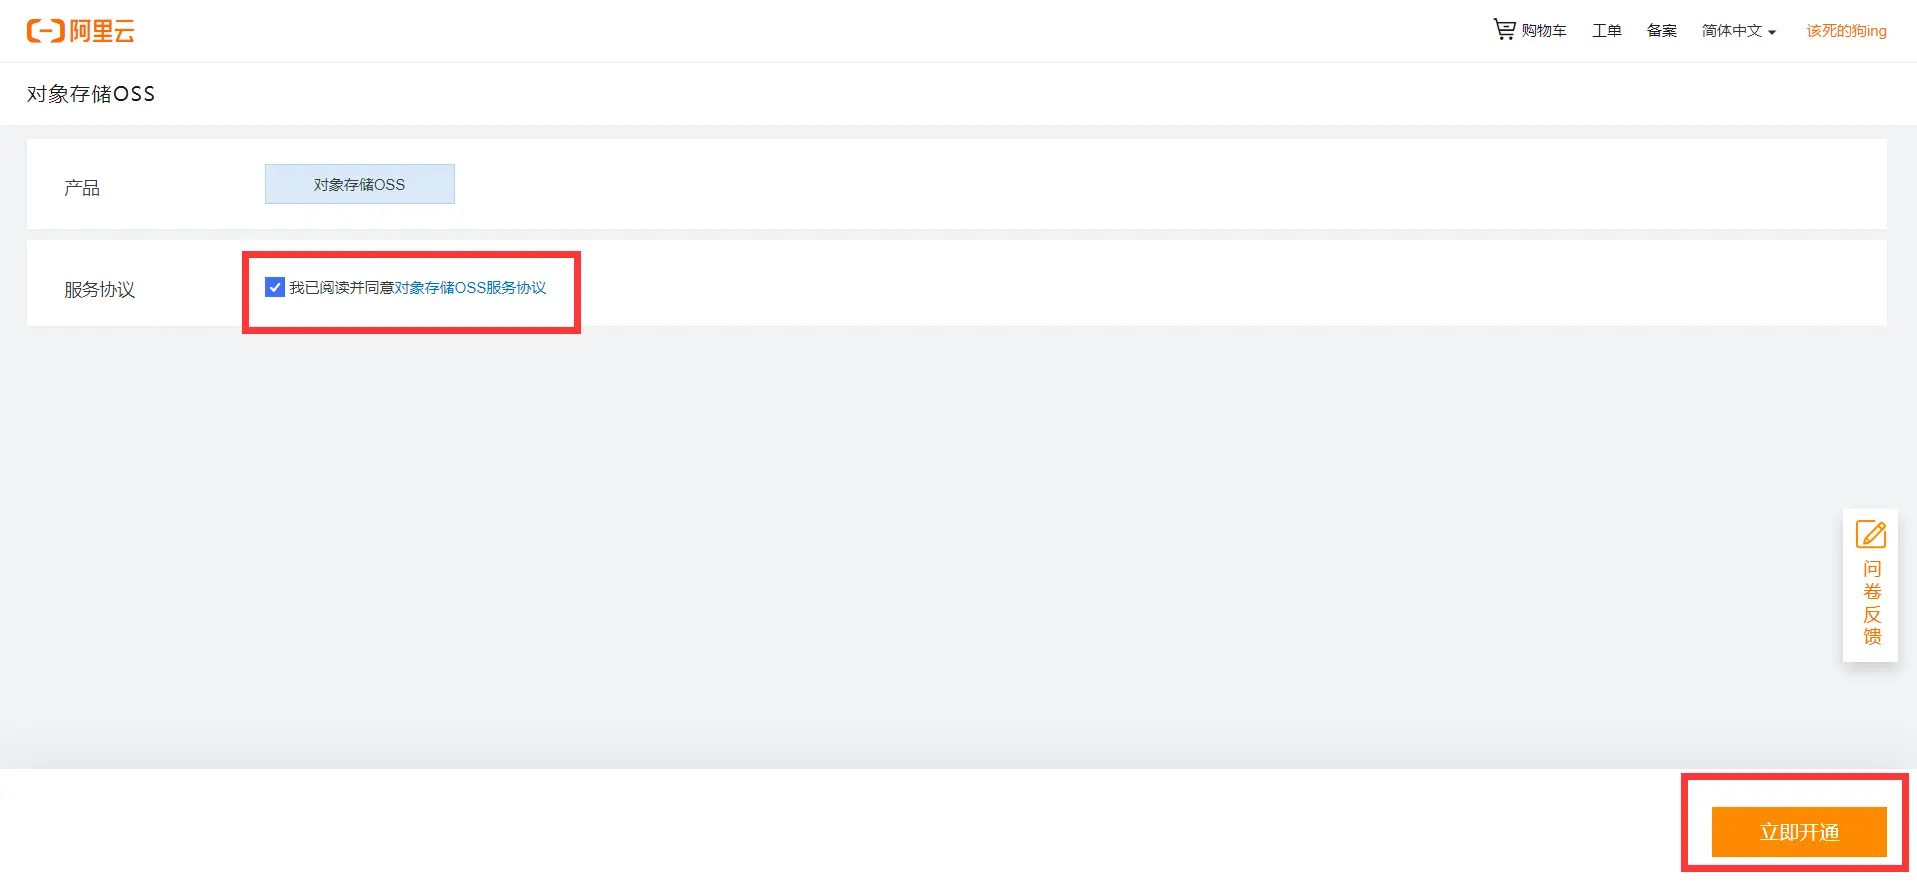 阿里云
购物车 工单 备案 简体中文 该死的狗ing
对象存储OSS
产品 对象存储OSS
服务协议 我已阅读并同意对象存储OSS服务协议
问
卷
反
馈
立即开通